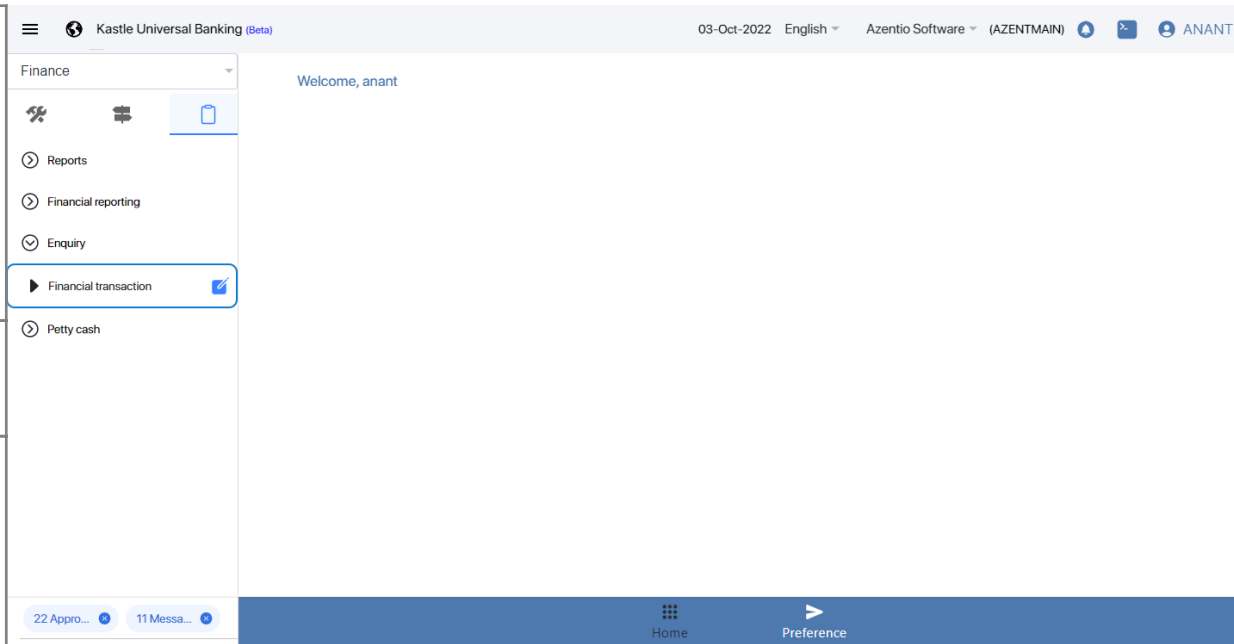 Kastle Universal Banking (Beta)
03-Oct-2022 English Azentio Software (AZENTMAIN) ANANT
Finance
Welcome, anant
Reports
Financial reporting
Enquiry
Financial transaction
Petty cash
22 Appro... 11 Messa...
Home Preference